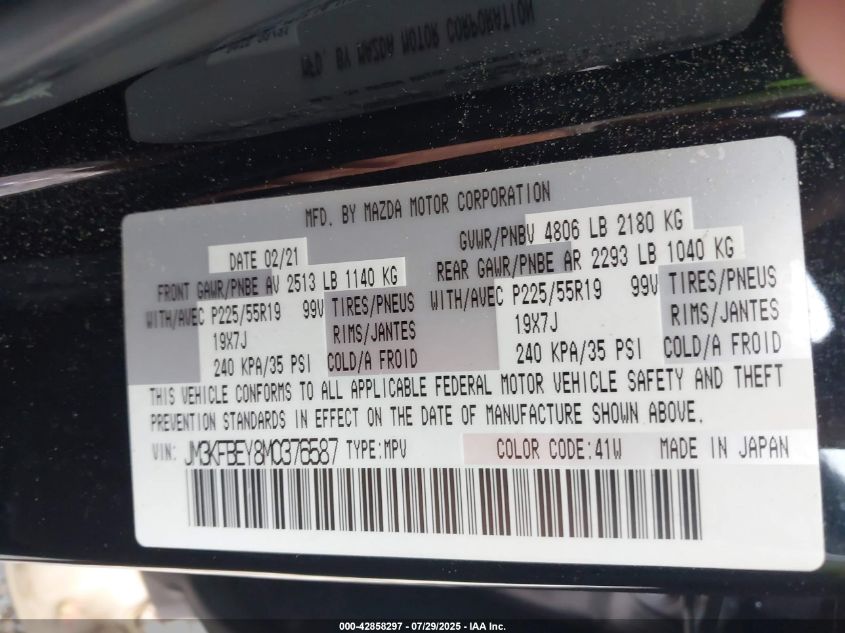 MFD. BY MAZDA MOTOR CORPORATION
MFD. BY MAZDA MOTOR CORPORATION
DATE 02/21 GVWR/PNBV 4806 LB 2180 KG
FRONT GAWR/PNBE AV 2513 LB 1140 KG REAR GAWR/PNBE AR 2293 LB 1040 KG
WITH/AVEC P225/55R19 99V TIRES/PNEUS WITH/AVEC P225/55R19 99V TIRES/PNEUS
19X7J RIMS/JANTES 19X7J RIMS/JANTES
240 KPA/35 PSI COLD/A FROID 240 KPA/35 PSI COLD/A FROID
THIS VEHICLE CONFORMS TO ALL APPLICABLE FEDERAL MOTOR VEHICLE SAFETY AND THEFT
PREVENTION STANDARDS IN EFFECT ON THE DATE OF MANUFACTURE SHOWN ABOVE.
VIN: JM3KFBEY8M0376587 TYPE:MPV COLOR CODE:41W MADE IN JAPAN
000-42858297 - 07/29/2025 - IAA Inc.